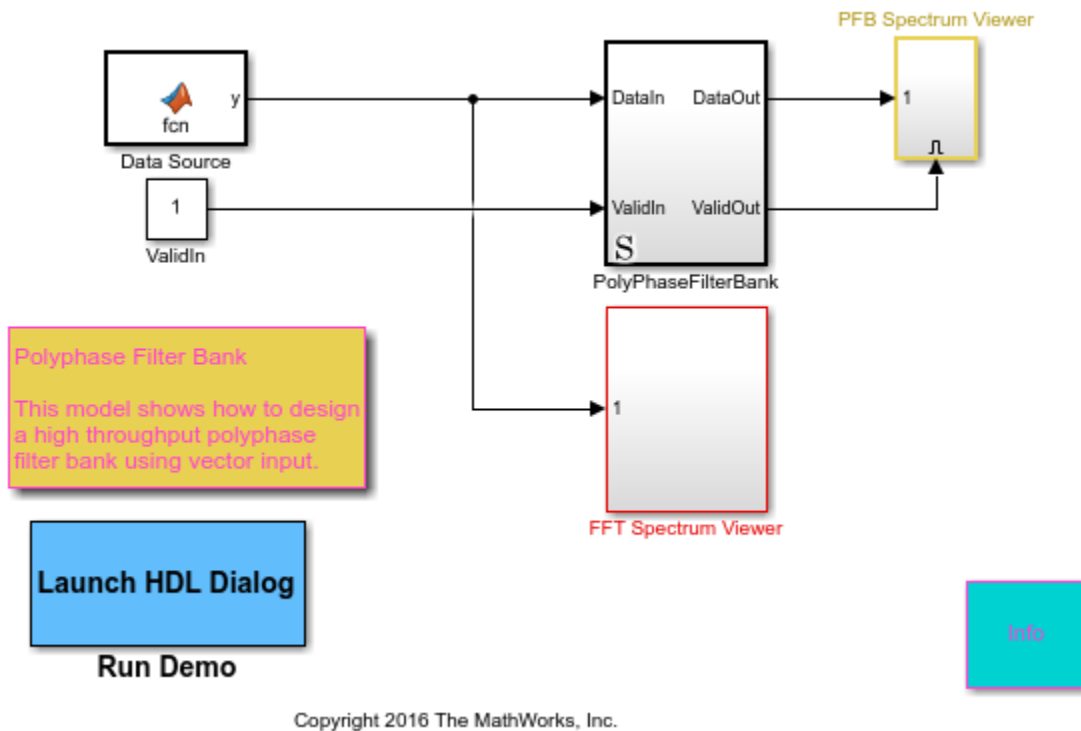 PFB Spectrum Viewer
y
fcn
Data Source
DataIn
DataOut
1
1
ValidIn
ValidIn
ValidOut
S
PolyPhaseFilterBank
Polyphase Filter Bank
This model shows how to design
a high throughput polyphase
filter bank using vector input.
1
FFT Spectrum Viewer
Launch HDL Dialog
Run Demo
Info
Copyright 2016 The MathWorks, Inc.